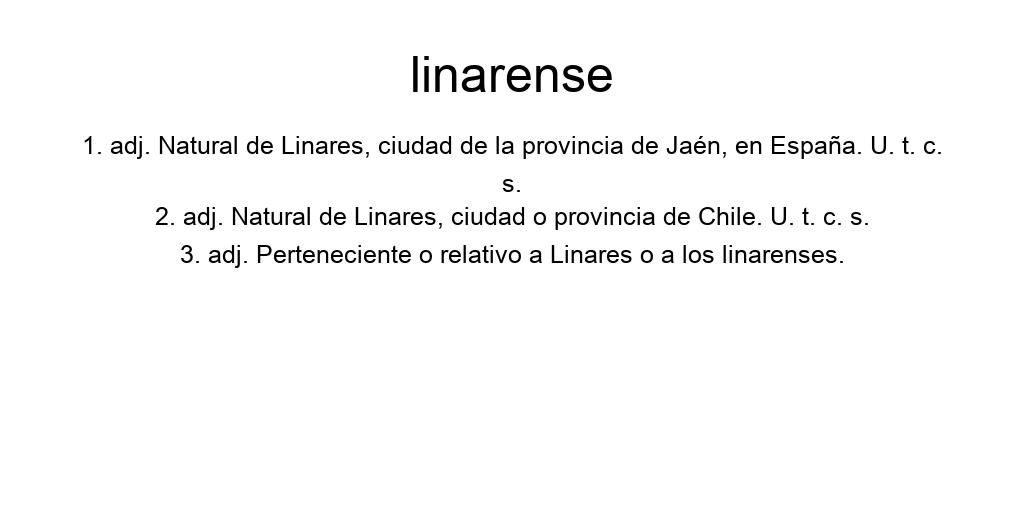 linarense
1. adj. Natural de Linares, ciudad de la provincia de Jaén, en España. U. t. c.
s.
2. adj. Natural de Linares, ciudad o provincia de Chile. U. t. c. s.
3. adj. Perteneciente o relativo a Linares o a los linarenses.